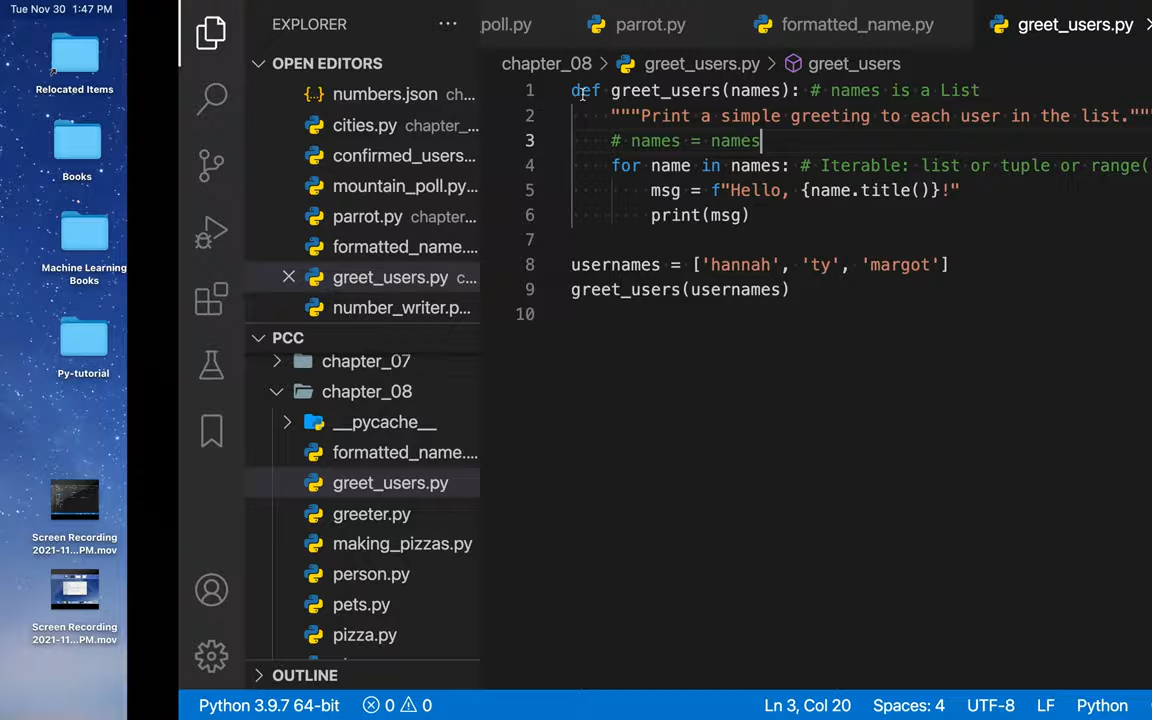 Tue Nov 30 1:47 PM
Relocated Items
Books
Machine Learning
Books
Py-tutorial
Screen Recording
2021-11...PM.mov
Screen Recording
2021-11...PM.mov
EXPLORER ...
OPEN EDITORS
{..} numbers.json ch...
cities.py chapter_...
confirmed_users...
mountain_poll.py...
parrot.py chapter...
formatted_name....
greet_users.py c...
number_writer.p...
PCC
chapter_07
chapter_08
__pycache__
formatted_name....
greet_users.py
greeter.py
making_pizzas.py
person.py
pets.py
pizza.py
OUTLINE
_poll.py parrot.py formatted_name.py greet_users.py
chapter_08 > greet_users.py > greet_users
1 def greet_users(names): # names is a List
2 """Print a simple greeting to each user in the list."""
3 # names = names
4 for name in names: # Iterable: list or tuple or range(
5 msg = f"Hello, {name.title()}!"
6 print(msg)
7
8 usernames = ['hannah', 'ty', 'margot']
9 greet_users(usernames)
10
Python 3.9.7 64-bit 0 0 Ln 3, Col 20 Spaces: 4 UTF-8 LF Python